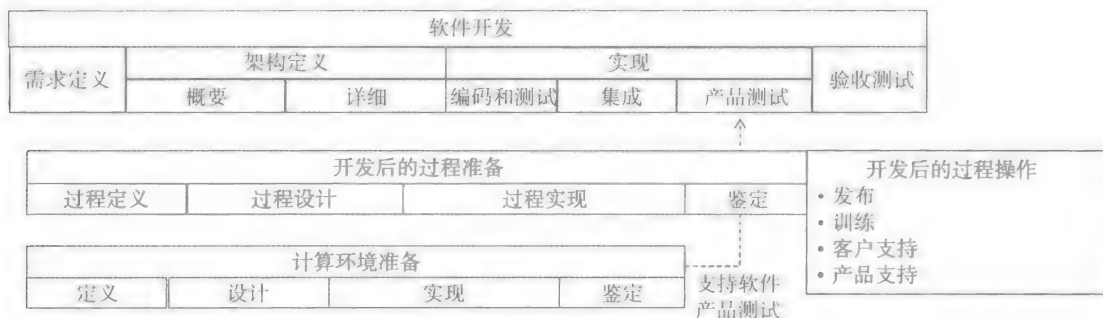 软件开发
需求定义 架构定义 实现 验收测试
概要 详细 编码和测试 集成 产品测试
开发后的过程准备
过程定义 过程设计 过程实现 鉴定
开发后的过程操作
• 发布
• 训练
• 客户支持
• 产品支持
计算环境准备
定义 设计 实现 鉴定
支持软件
产品测试